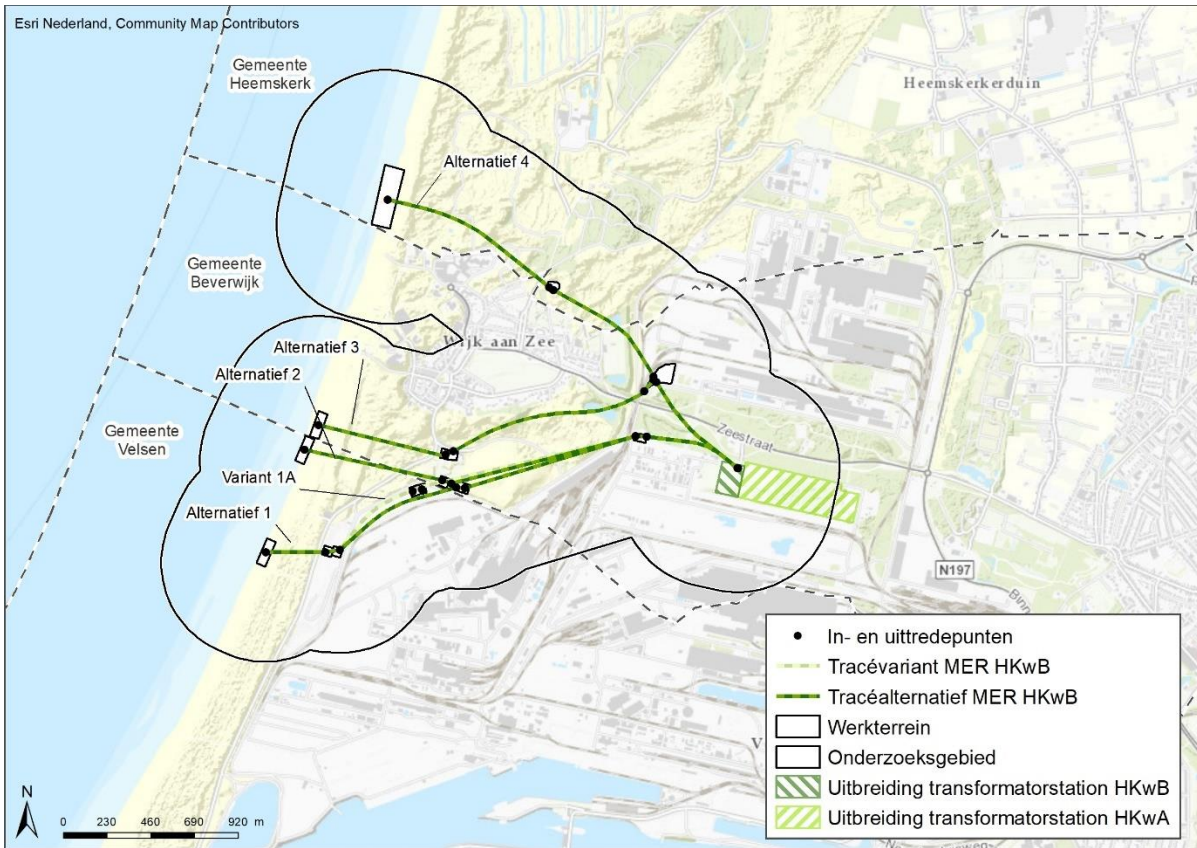 Esri Nederland, Community Map Contributors
Gemeente
Heemskerk
Heemskerkerduin
Alternatief 4
Gemeente
Beverwijk
Wijk aan Zee
Alternatief 3
Alternatief 2
Gemeente
Velsen
Zeestraat
Variant 1A
Alternatief 1
N197
In- en uittredepunten
Tracévariant MER HKwB
Tracéalternatief MER HKwB
Werkterrein
Onderzoeksgebied
Uitbreiding transformatorstation HKwB
Uitbreiding transformatorstation HKwA
N
0 230 460 690 920 m